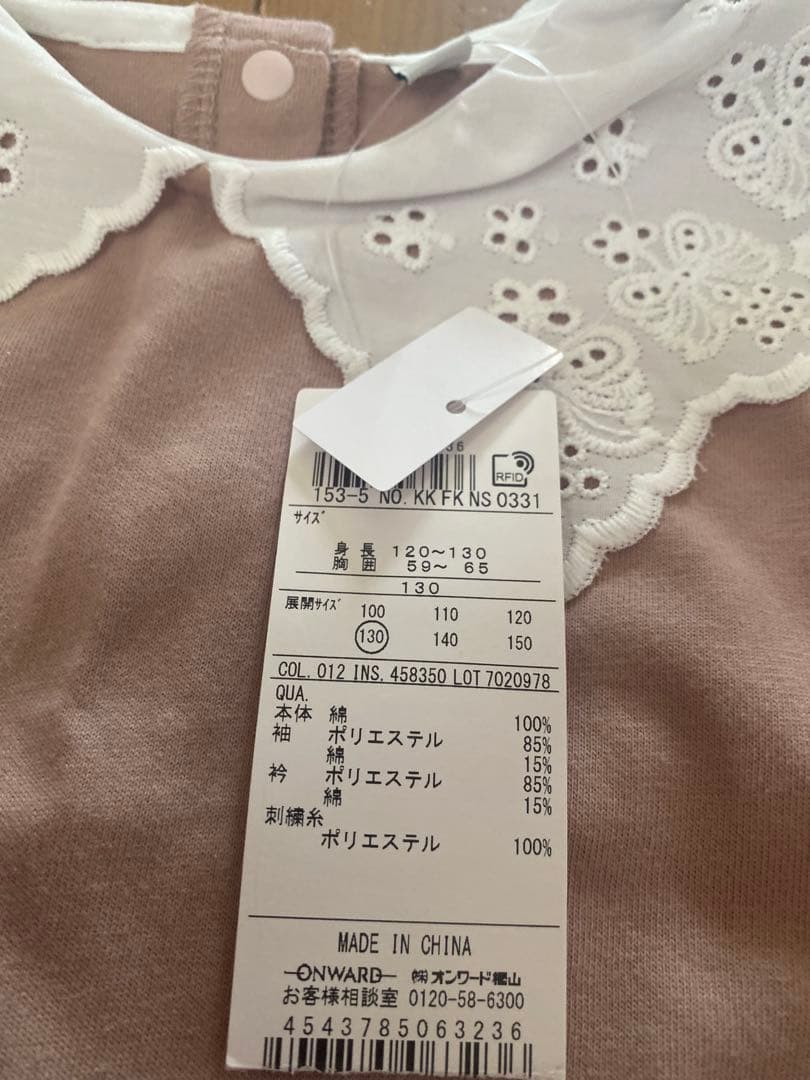 36
RFID
153-5 NO. KK FK NS 0331
サイズ
身長 120~130
胸囲 59~ 65
130
展開サイズ 100 110 120
130 140 150
COL. 012 INS. 458350 LOT 7020978
QUA.
本体 綿 100%
袖 ポリエステル 85%
綿 15%
衿 ポリエステル 85%
綿 15%
刺繍糸
ポリエステル 100%
MADE IN CHINA
ONWARD ㈱オンワード樫山
お客様相談室 0120-58-6300
4543785063236